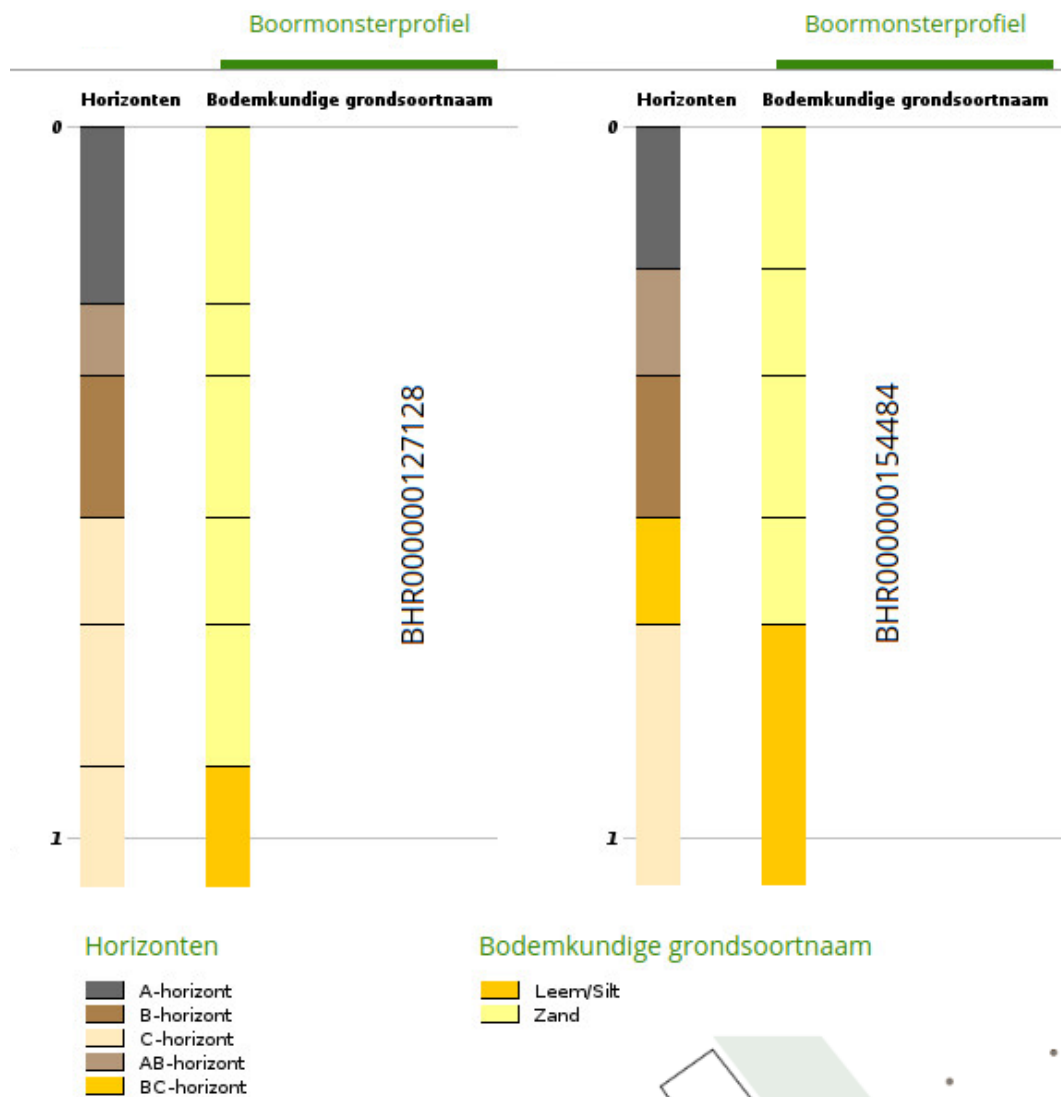 Boormonsterprofiel Boormonsterprofiel
Horizonten Bodemkundige grondsoortnaam Horizonten Bodemkundige grondsoortnaam
0 0
BHR000000127128 BHR000000154484
1 1
Horizonten Bodemkundige grondsoortnaam
A-horizont Leem/Silt
B-horizont Zand
C-horizont
AB-horizont
BC-horizont